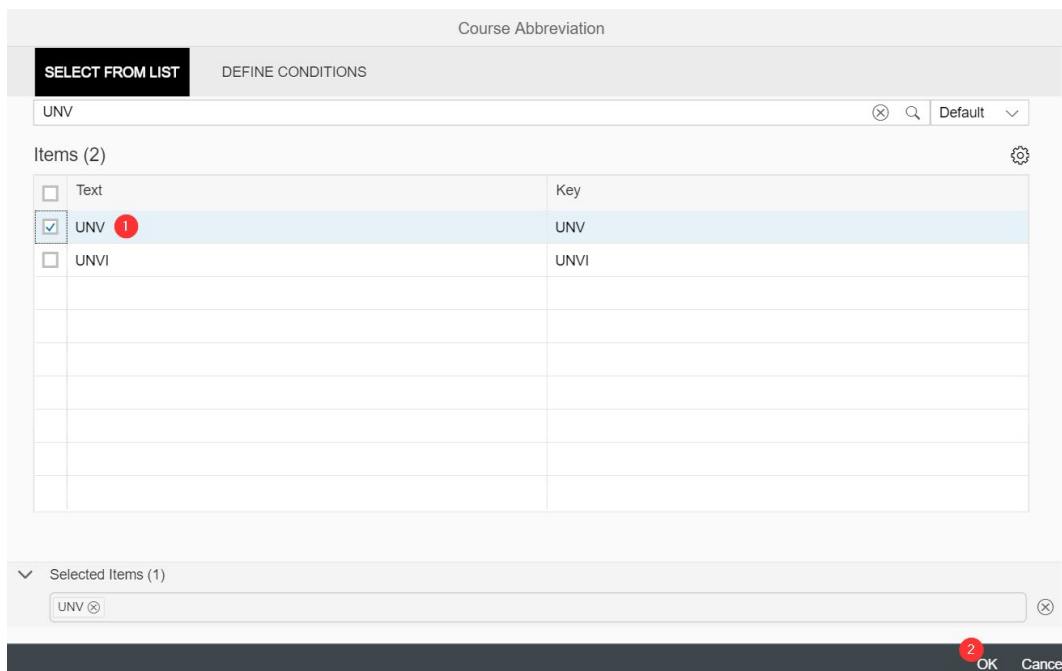 Course Abbreviation
SELECT FROM LIST DEFINE CONDITIONS
UNV Default
Items (2)
Text Key
UNV 1 UNV
UNVI UNVI
Selected Items (1)
UNV
2
OK Cance